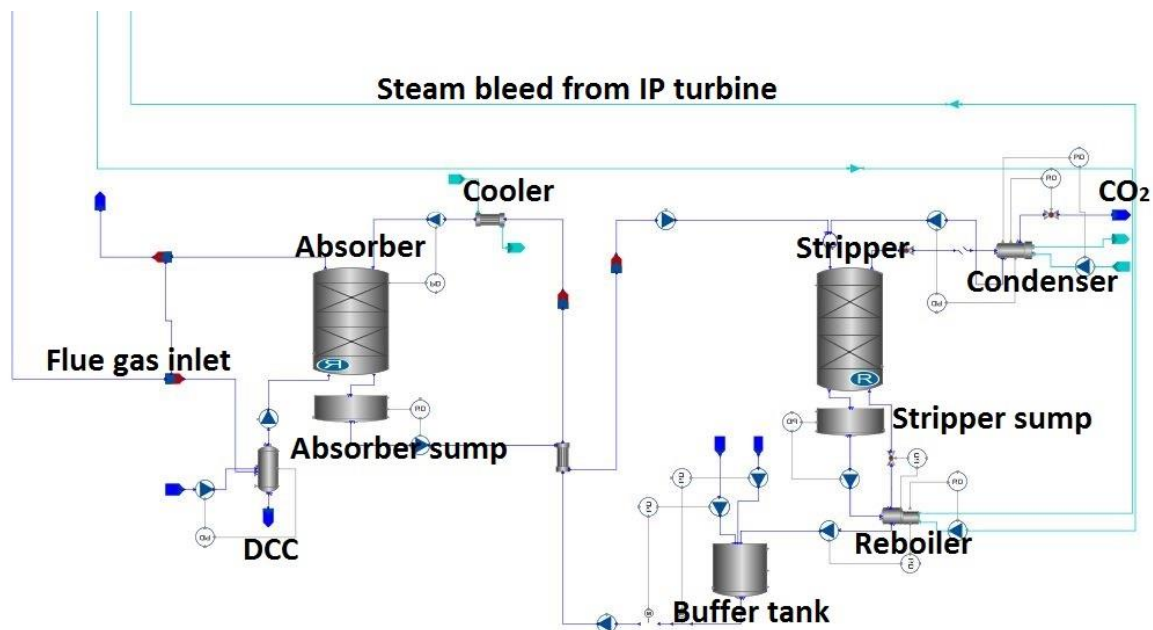 Steam bleed from IP turbine
Cooler
CO₂
Absorber
Stripper
Condenser
Flue gas inlet
R
R
Stripper sump
PID
Absorber sump
Reboiler
DCC
Buffer tank